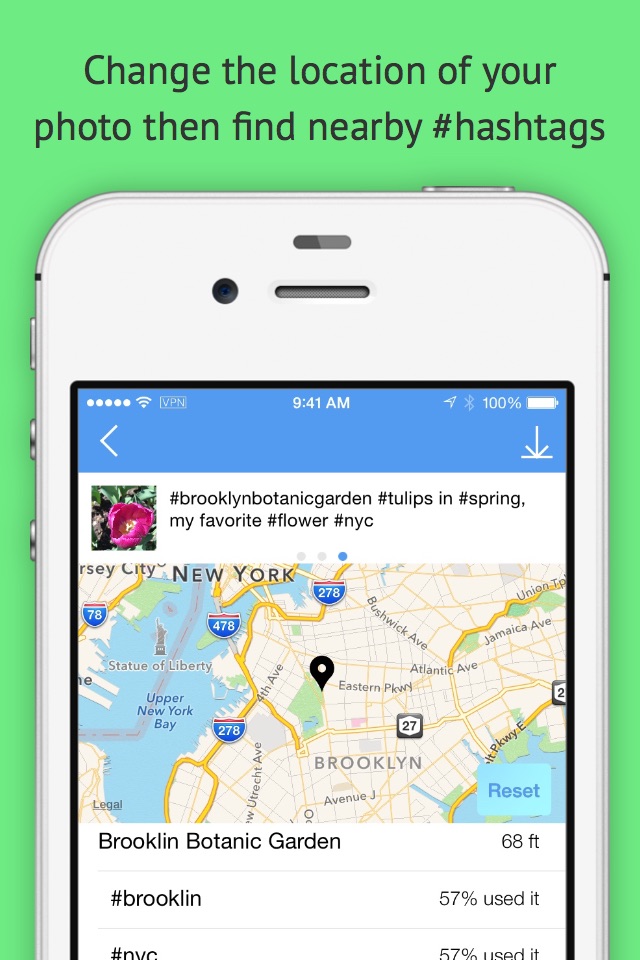 Change the location of your
photo then find nearby #hashtags
VPN
9:41 AM
100%
#brooklynbotanicgarden #tulips in #spring,
my favorite #flower #nyc
rsey City
NEW YORK
278
Union Tp
78
478
Bushwick Ave
Jamaica Ave
Statue of Liberty
Atlantic Ave
4th Ave
Eastern Pkwy
Upper
New York
Bay
278
27
BROOKLYN
New Utrecht Ave
Avenue J
Legal
Reset
Brooklin Botanic Garden
68 ft
#brooklin
57% used it
#nyc
57% used it